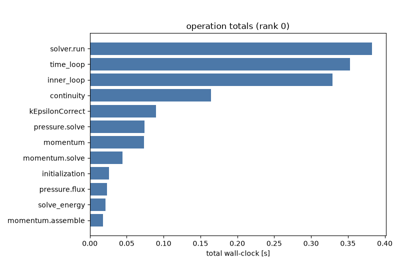 operation totals (rank 0)
solver.run
time_loop
inner_loop
continuity
kEpsilonCorrect
pressure.solve
momentum
momentum.solve
initialization
pressure.flux
solve_energy
momentum.assemble
0.00 0.05 0.10 0.15 0.20 0.25 0.30 0.35 0.40
total wall-clock [s]